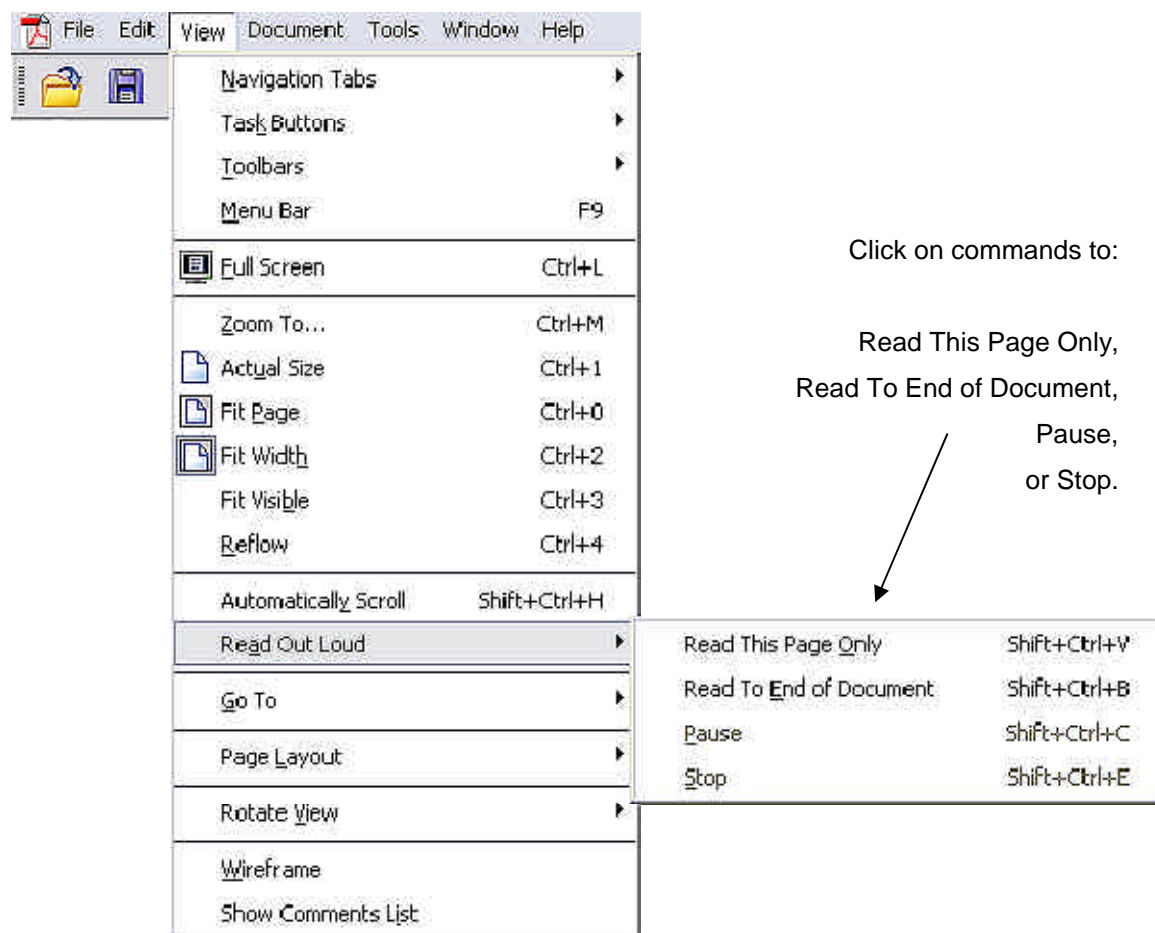 File Edit View Document Tools Window Help
Navigation Tabs
Task Buttons
Toolbars
Menu Bar F9
Full Screen Ctrl+L
Zoom To... Ctrl+M
Actual Size Ctrl+1
Fit Page Ctrl+0
Fit Width Ctrl+2
Fit Visible Ctrl+3
Reflow Ctrl+4
Automatically Scroll Shift+Ctrl+H
Read Out Loud
Go To
Page Layout
Rotate View
Wireframe
Show Comments List
Click on commands to:
Read This Page Only,
Read To End of Document,
Pause,
or Stop.
Read This Page Only Shift+Ctrl+V
Read To End of Document Shift+Ctrl+B
Pause Shift+Ctrl+C
Stop Shift+Ctrl+E